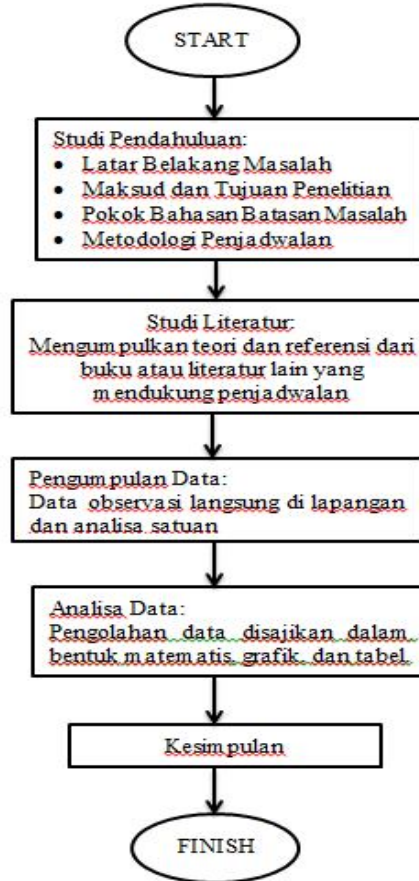 START
Studi Pendahuluan:
• Latar Belakang Masalah
• Maksud dan Tujuan Penelitian
• Pokok Bahasan Batasan Masalah
• Metodologi Penjadwalan
Studi Literatur:
Mengumpulkan teori dan referensi dari
buku atau literatur lain yang
mendukung penjadwalan
Pengumpulan Data:
Data observasi langsung di lapangan
dan analisa satuan
Analisa Data:
Pengolahan data disajikan dalam
bentuk matematis, grafik, dan tabel.
Kesimpulan
FINISH